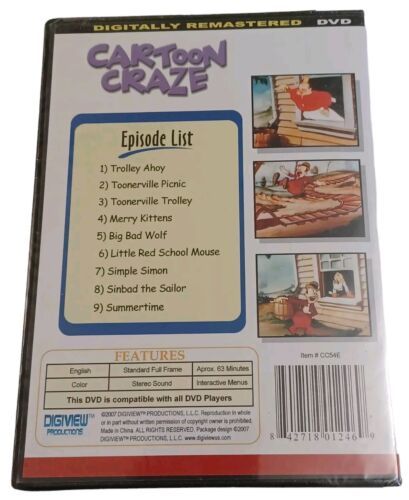 DIGITALLY REMASTERED DVD
CARTOON
CRAZE
Episode List
1) Trolley Ahoy
2) Toonerville Picnic
3) Toonerville Trolley
4) Merry Kittens
5) Big Bad Wolf
6) Little Red School Mouse
7) Simple Simon
8) Sinbad the Sailor
9) Summertime
Item # CC54E
FEATURES
English Standard Full Frame Aprox. 63 Minutes
Color Stereo Sound Interactive Menus
This DVD is compatible with all DVD Players
DIGIVIEW™
PRODUCTIONS
©2007 DIGIVIEW PRODUCTIONS, L.L.C. Reproduction in whole
or in part without written permission of copyright owner is prohibited.
Made in China. ALL RIGHTS RESERVED. Package design ©2007
DIGIVIEW™ PRODUCTIONS, L.L.C. www.digiviewus.com
8 42718 01246 9